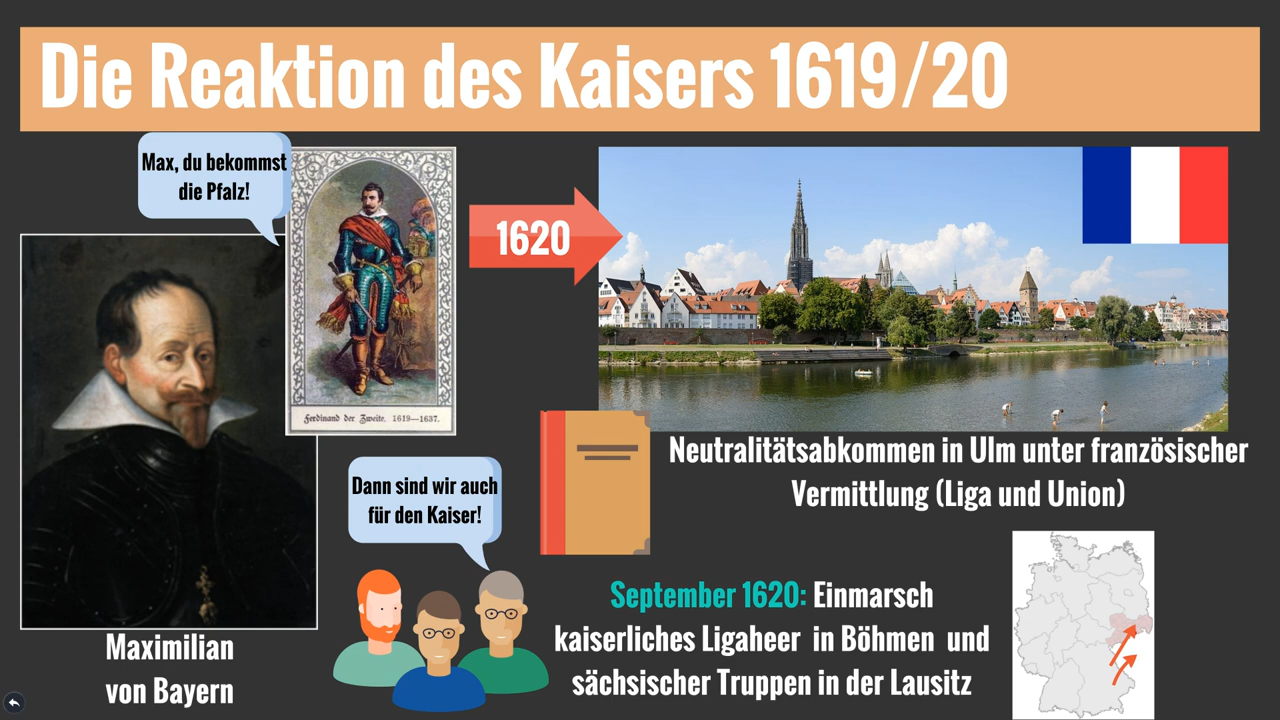 Die Reaktion des Kaisers 1619/20
Max, du bekommst
die Pfalz!
Ferdinand der Zweite. 1619—1637.
1620
Neutralitätsabkommen in Ulm unter französischer
Vermittlung (Liga und Union)
Dann sind wir auch
für den Kaiser!
September 1620: Einmarsch
kaiserliches Ligaheer in Böhmen und
sächsischer Truppen in der Lausitz
Maximilian
von Bayern